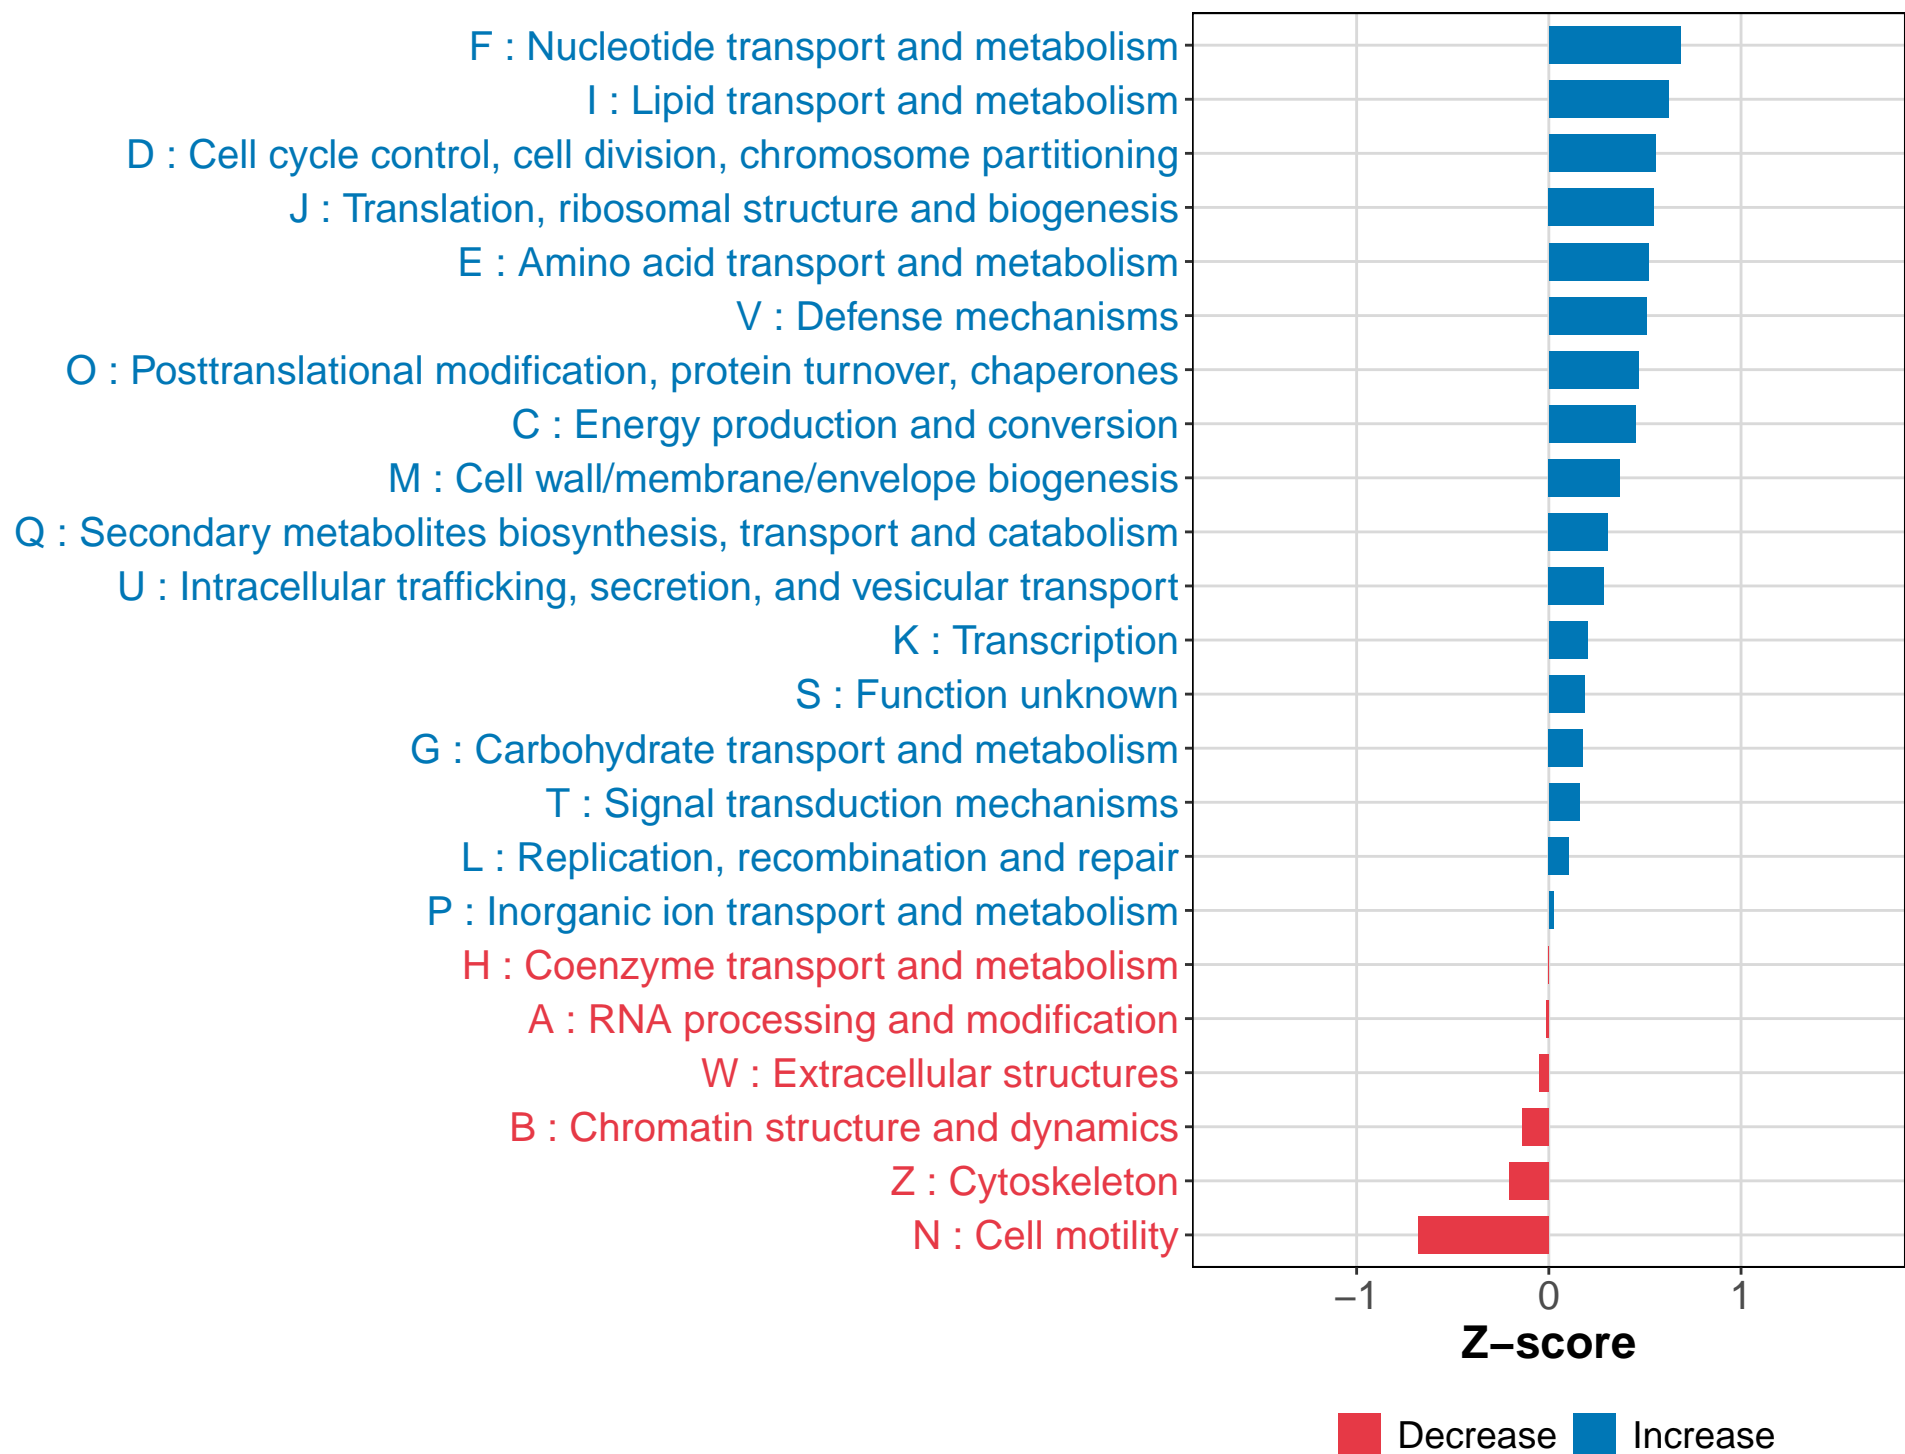 F : Nucleotide transport and metabolism
I : Lipid transport and metabolism
D : Cell cycle control, cell division, chromosome partitioning
J : Translation, ribosomal structure and biogenesis
E : Amino acid transport and metabolism
V : Defense mechanisms
O : Posttranslational modification, protein turnover, chaperones
C : Energy production and conversion
M : Cell wall/membrane/envelope biogenesis
Q : Secondary metabolites biosynthesis, transport and catabolism
U : Intracellular trafficking, secretion, and vesicular transport
K : Transcription
S : Function unknown
G : Carbohydrate transport and metabolism
T : Signal transduction mechanisms
L : Replication, recombination and repair
P : Inorganic ion transport and metabolism
H : Coenzyme transport and metabolism
A : RNA processing and modification
W : Extracellular structures
B : Chromatin structure and dynamics
Z : Cytoskeleton
N : Cell motility
−1 0 1
Z−score
Decrease Increase